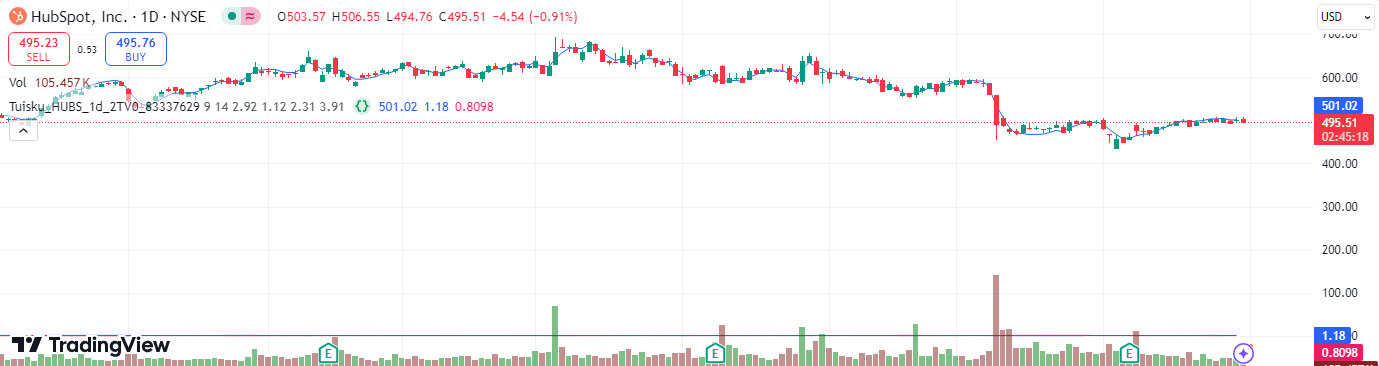 HubSpot, Inc. · 1D · NYSE O503.57 H506.55 L494.76 C495.51 −4.54 (−0.91%)
USD
495.23 SELL
0.53
495.76 BUY
Vol 105.457K
Tuisku_HUBS_1d_2TV0_83337629 9 14 2.92 1.12 2.31 3.91 {} 501.02 1.18 0.8098
600.00
501.02
495.51
02:45:18
400.00
300.00
200.00
100.00
1.18
0.8098
TradingView
E
E
E